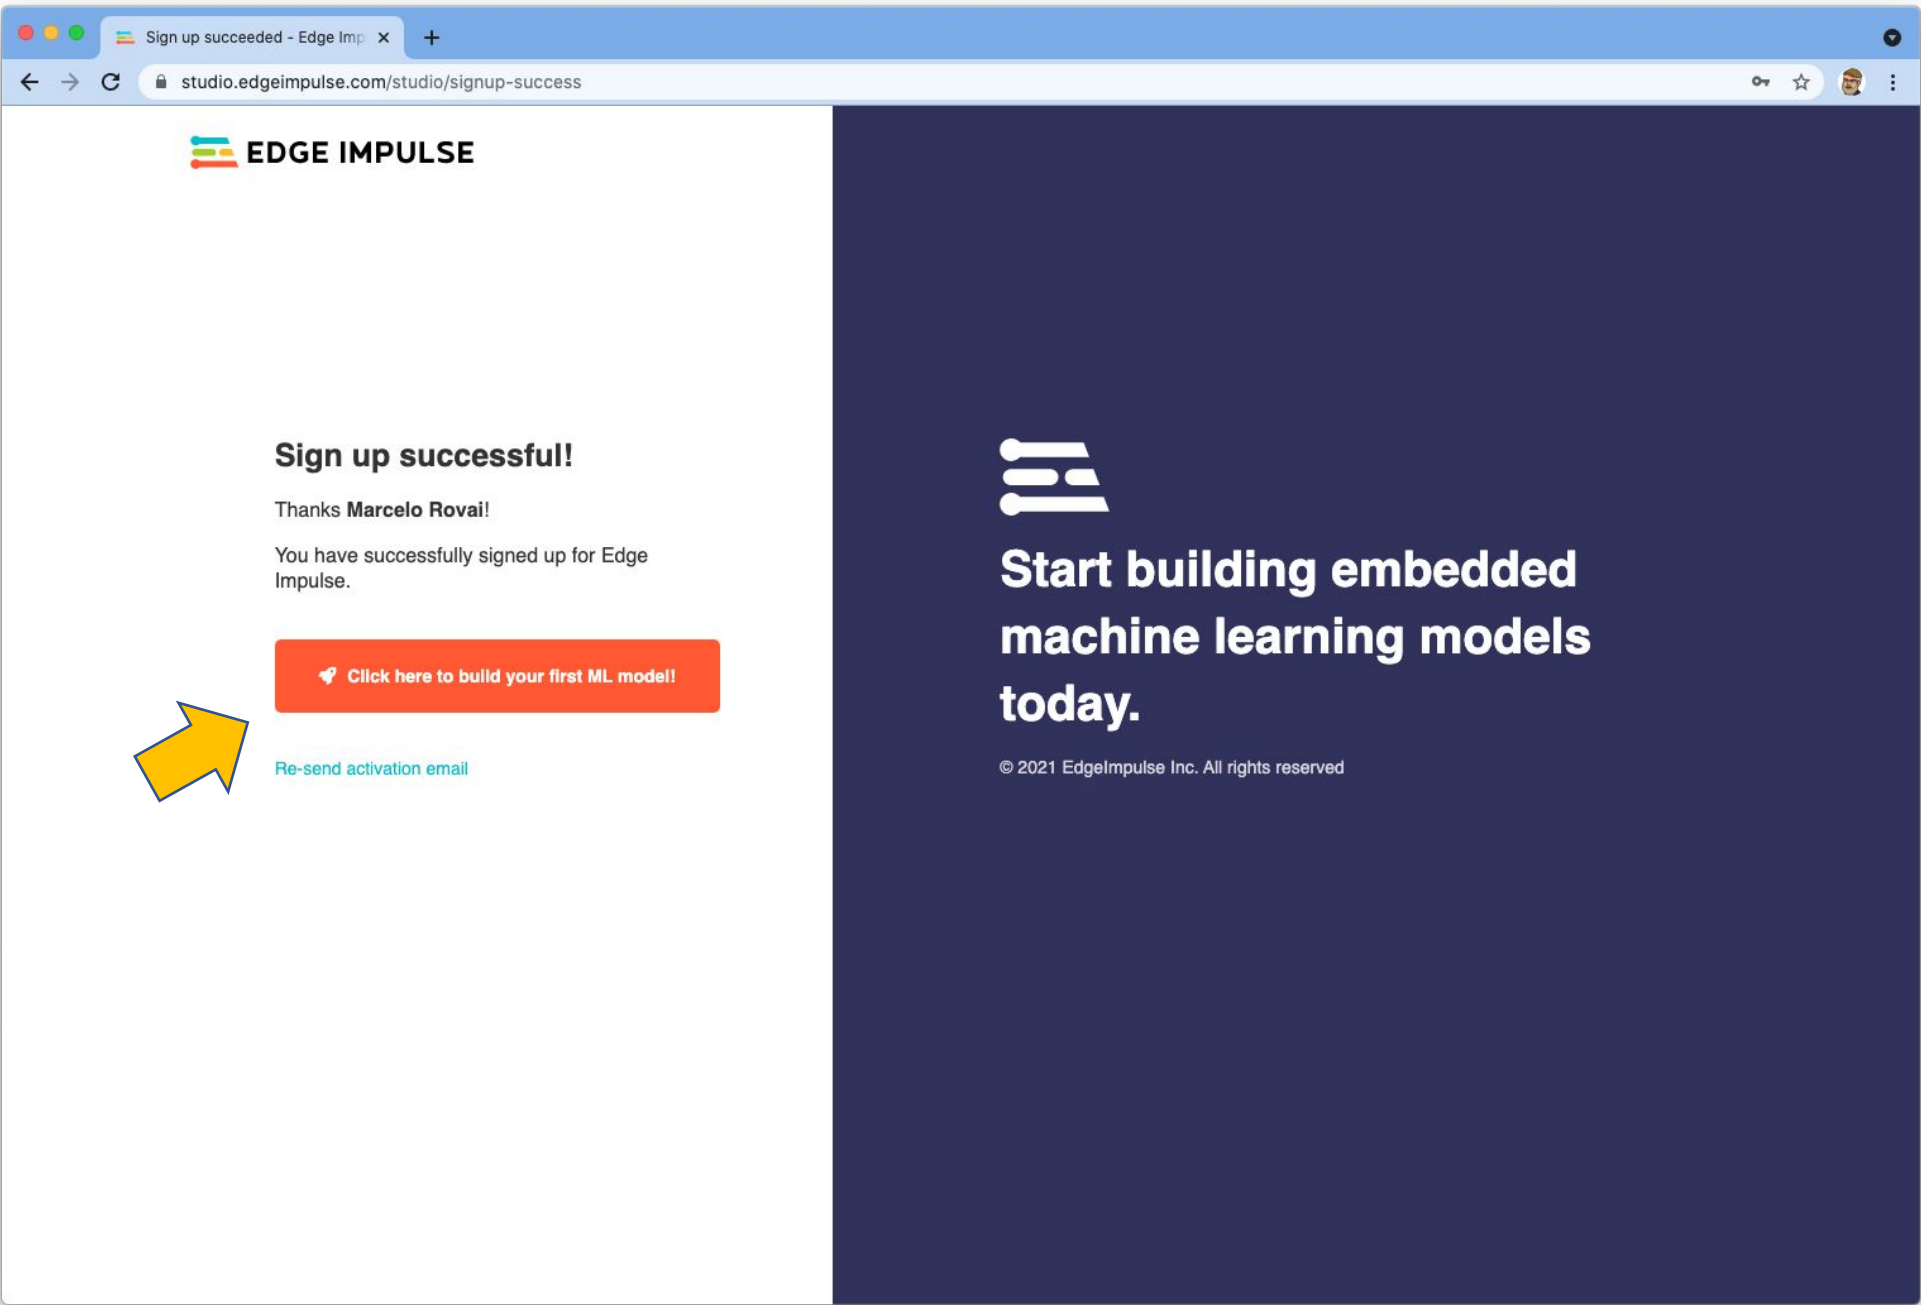 Sign up succeeded - Edge Imp
studio.edgeimpulse.com/studio/signup-success
EDGE IMPULSE
Sign up successful!
Thanks Marcelo Rovai!
You have successfully signed up for Edge
Impulse.
Click here to build your first ML model!
Re-send activation email
Start building embedded
machine learning models
today.
© 2021 EdgeImpulse Inc. All rights reserved